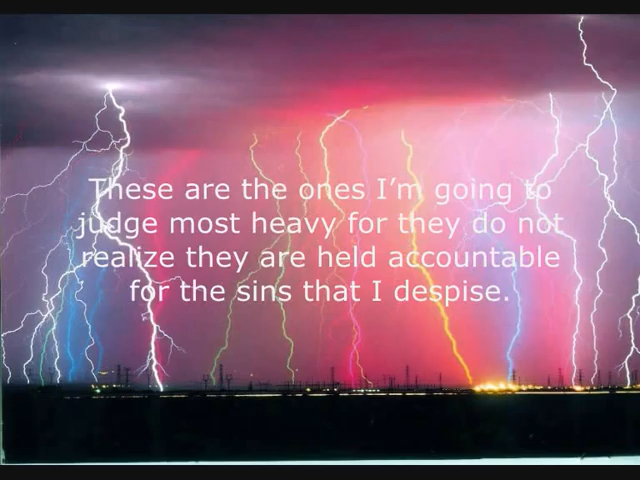 These are the ones I'm going to
judge most heavy for they do not
realize they are held accountable
for the sins that I despise.